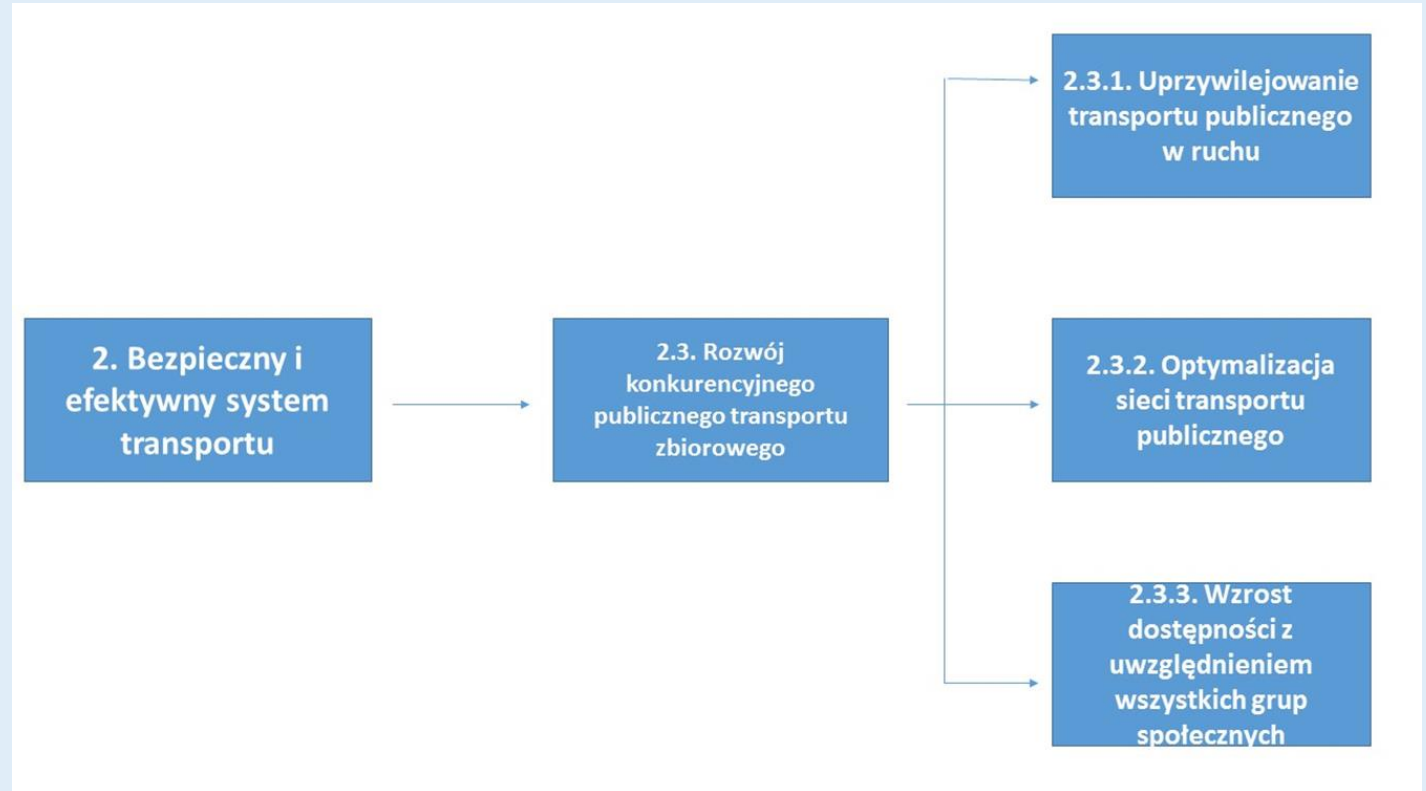 2.3.1. Uprzywilejowanie
transportu publicznego
w ruchu
2. Bezpieczny i
efektywny system
transportu
2.3. Rozwój
konkurencyjnego
publicznego transportu
zbiorowego
2.3.2. Optymalizacja
sieci transportu
publicznego
2.3.3. Wzrost
dostępności z
uwzględnieniem
wszystkich grup
społecznych